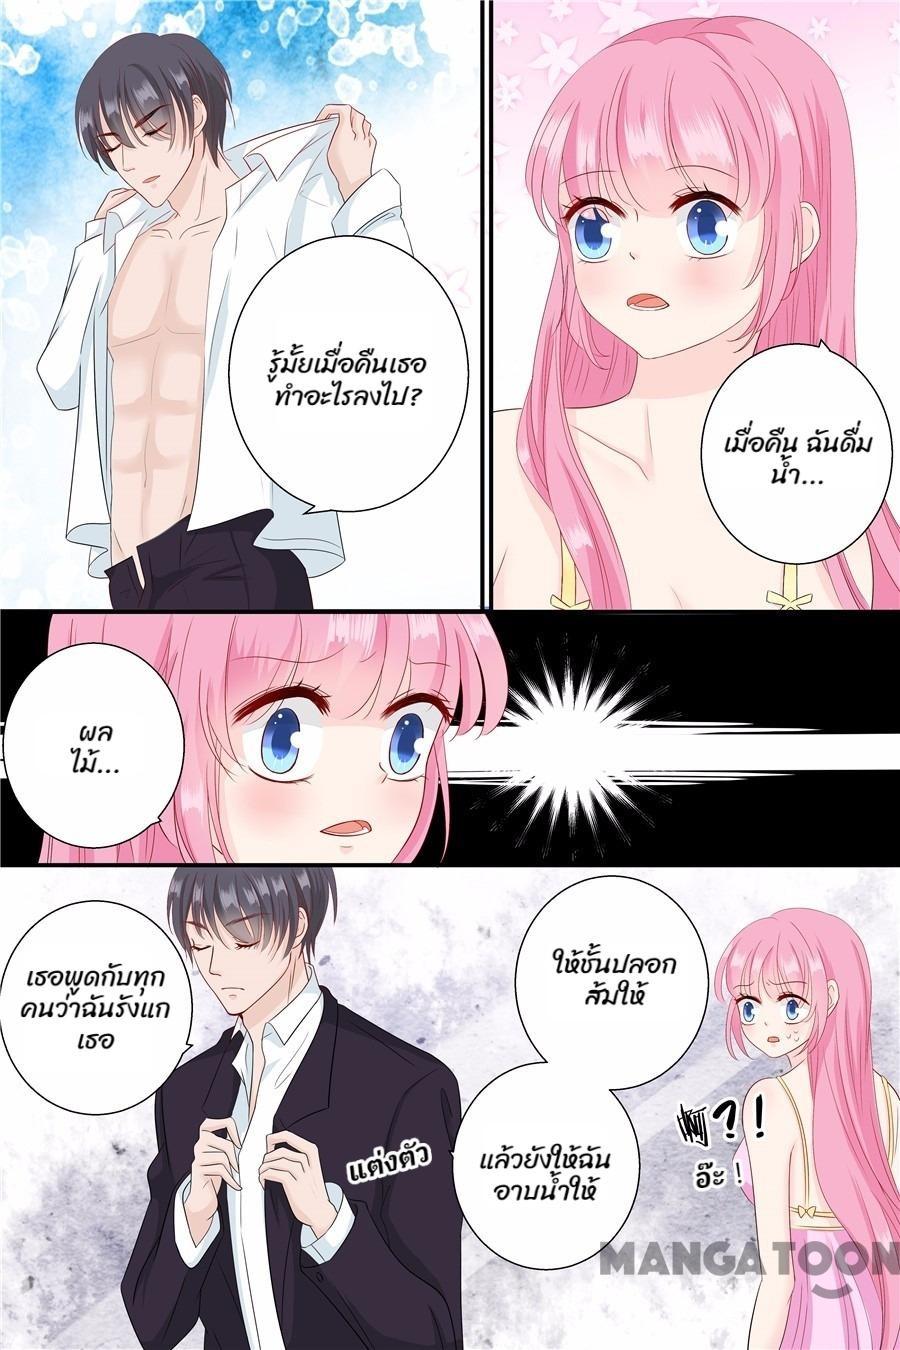 รู้มั้ยเมื่อคืนเธอ
ทำอะไรลงไป?
เมื่อคืน ฉันดื่ม
น้ำ...
ผล
ไม้...
เธอพูดกับทุก
คนว่าฉันรังแก
เธอ
ให้ชั้นปลอก
ส้มให้
แล้วยังให้ฉัน
อาบน้ำให้
แต่งตัว
?!
อ๊ะ !
MANGATOON